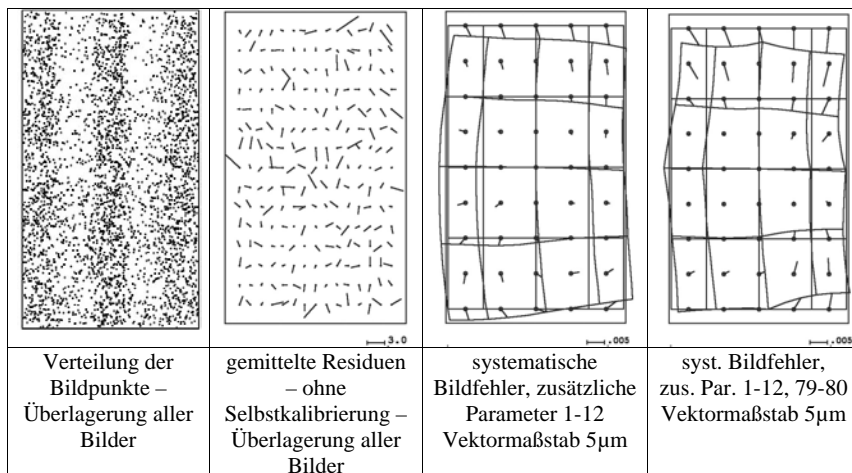 3.0
.005
.005
Verteilung der
Bildpunkte –
Überlagerung aller
Bilder
gemittelte Residuen
– ohne
Selbstkalibrierung –
Überlagerung aller
Bilder
systematische
Bildfehler, zusätzliche
Parameter 1-12
Vektormaßstab 5µm
syst. Bildfehler,
zus. Par. 1-12, 79-80
Vektormaßstab 5µm